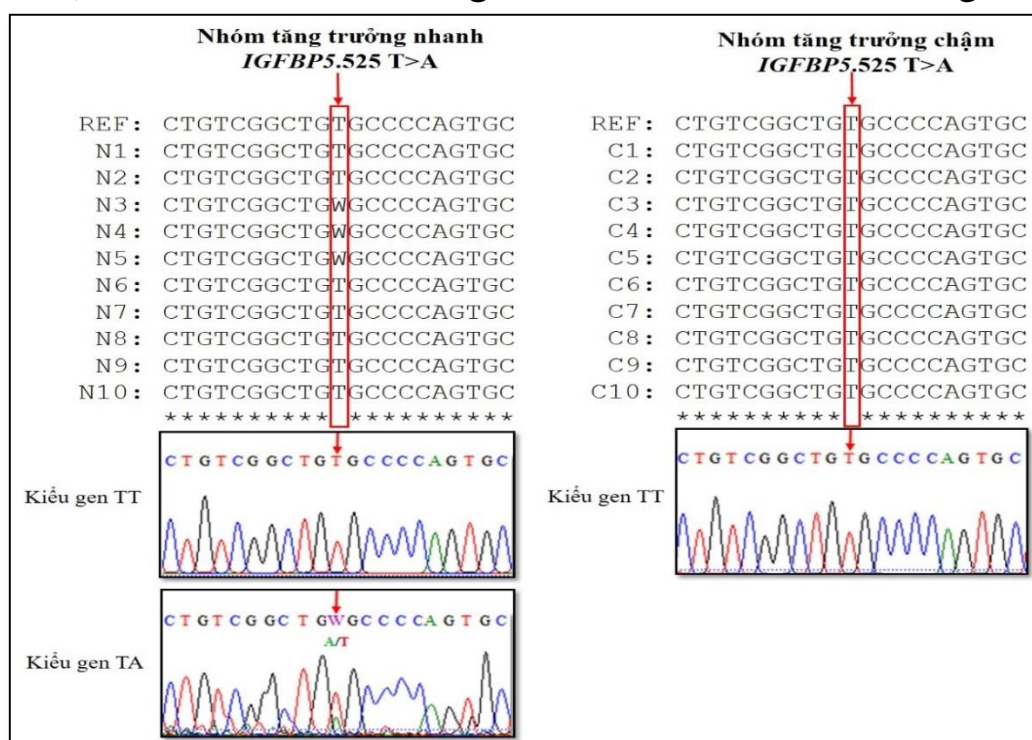 Nhóm tăng trưởng nhanh
IGFBP5.525 T>A
REF: CTGTCGGCTGTGCCCCAGTGC
N1: CTGTCGGCTGTGCCCCAGTGC
N2: CTGTCGGCTGTGCCCCAGTGC
N3: CTGTCGGCTGWGCCCCAGTGC
N4: CTGTCGGCTGWGCCCCAGTGC
N5: CTGTCGGCTGWGCCCCAGTGC
N6: CTGTCGGCTGTGCCCCAGTGC
N7: CTGTCGGCTGTGCCCCAGTGC
N8: CTGTCGGCTGTGCCCCAGTGC
N9: CTGTCGGCTGTGCCCCAGTGC
N10: CTGTCGGCTGTGCCCCAGTGC
********** **********
Kiểu gen TT
CTGTCGGCTGTGCCCCAGTGC
Kiểu gen TA
CTGTCGGCTGWGCCCCAGTGC
A/T
Nhóm tăng trưởng chậm
IGFBP5.525 T>A
REF: CTGTCGGCTGTGCCCCAGTGC
C1: CTGTCGGCTGTGCCCCAGTGC
C2: CTGTCGGCTGTGCCCCAGTGC
C3: CTGTCGGCTGTGCCCCAGTGC
C4: CTGTCGGCTGTGCCCCAGTGC
C5: CTGTCGGCTGTGCCCCAGTGC
C6: CTGTCGGCTGTGCCCCAGTGC
C7: CTGTCGGCTGTGCCCCAGTGC
C8: CTGTCGGCTGTGCCCCAGTGC
C9: CTGTCGGCTGTGCCCCAGTGC
C10: CTGTCGGCTGTGCCCCAGTGC
********** **********
Kiểu gen TT
CTGTCGGCTGTGCCCCAGTGC